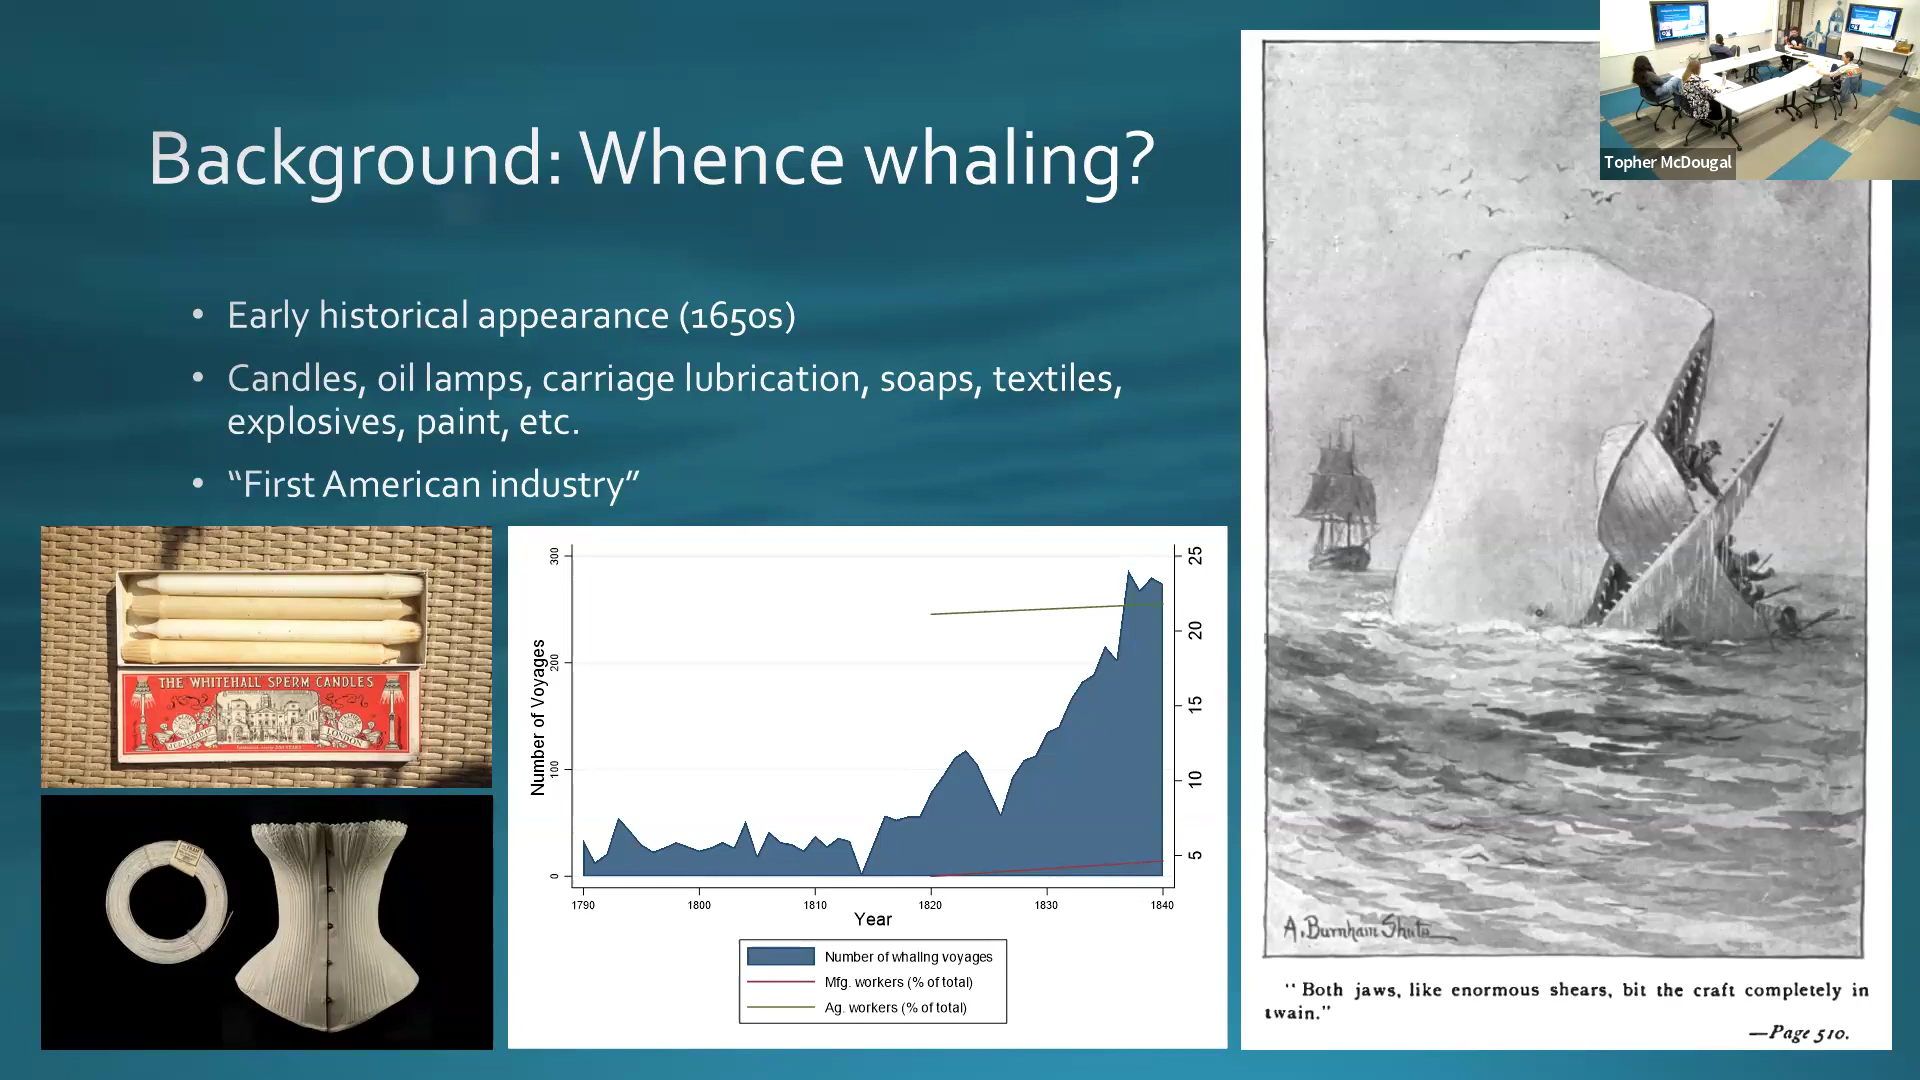 Background: Whence whaling?
Topher McDougal
• Early historical appearance (1650s)
• Candles, oil lamps, carriage lubrication, soaps, textiles,
explosives, paint, etc.
• “First American industry”
THE WHITEHALL SPERM CANDLES
LONDON
Number of Voyages
300
200
100
0
25
20
15
10
5
1790 1800 1810 1820 1830 1840
Year
Number of whaling voyages
Mfg. workers (% of total)
Ag. workers (% of total)
A. Burnham Shute
"Both jaws, like enormous shears, bit the craft completely in
twain."
—Page 510.